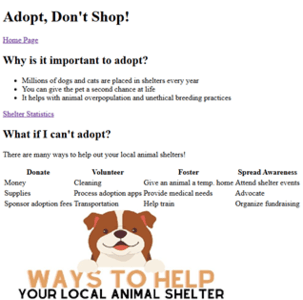 Adopt, Don't Shop!
Home Page
Why is it important to adopt?
Millions of dogs and cats are placed in shelters every year
You can give the pet a second chance at life
It helps with animal overpopulation and unethical breeding practices
Shelter Statistics
What if I can't adopt?
There are many ways to help out your local animal shelters!
Donate Volunteer Foster Spread Awareness
Money Cleaning Give an animal a temp. home Attend shelter events
Supplies Process adoption apps Provide medical needs Advocate
Sponsor adoption fees Transportation Help train Organize fundraising
WAYS TO HELP
YOUR LOCAL ANIMAL SHELTER